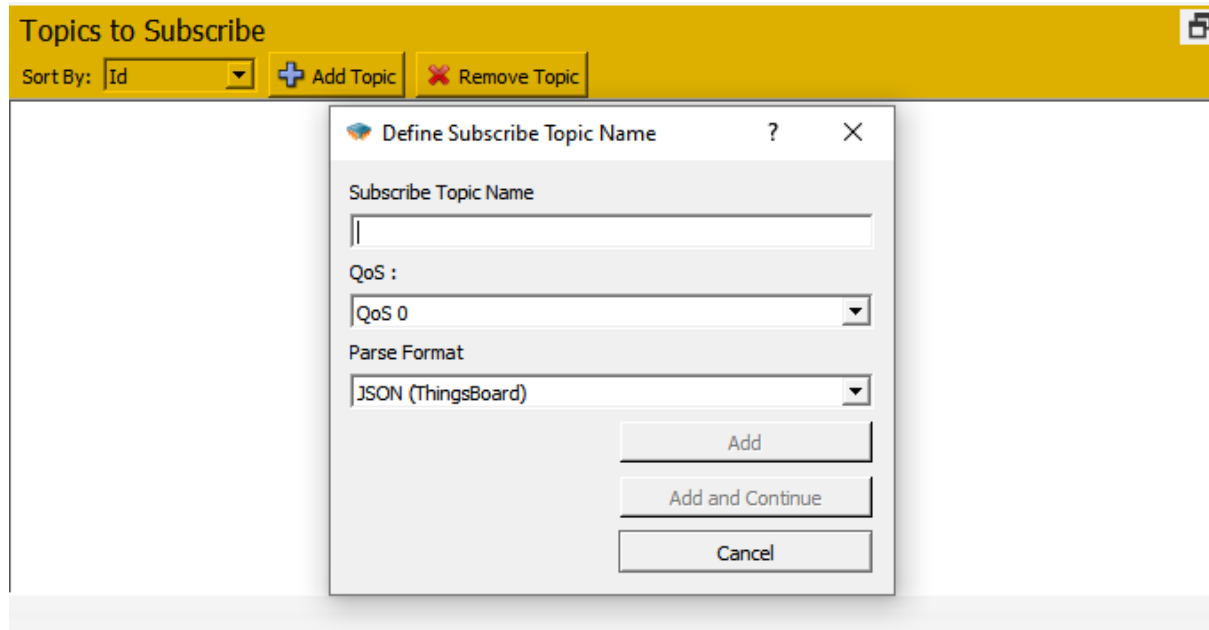 Topics to Subscribe
Sort By: Id Add Topic Remove Topic
Define Subscribe Topic Name ?
Subscribe Topic Name
QoS :
QoS 0
Parse Format
JSON (ThingsBoard)
Add
Add and Continue
Cancel